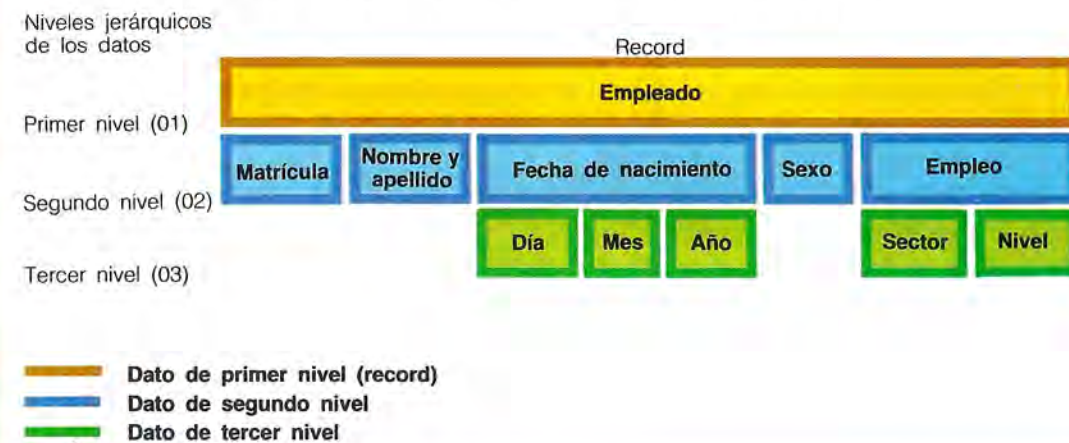 Niveles jerárquicos
de los datos
Record
Empleado
Primer nivel (01)
Matrícula
Nombre y
apellido
Fecha de nacimiento
Sexo
Empleo
Segundo nivel (02)
Día
Mes
Año
Sector
Nivel
Tercer nivel (03)
Dato de primer nivel (record)
Dato de segundo nivel
Dato de tercer nivel